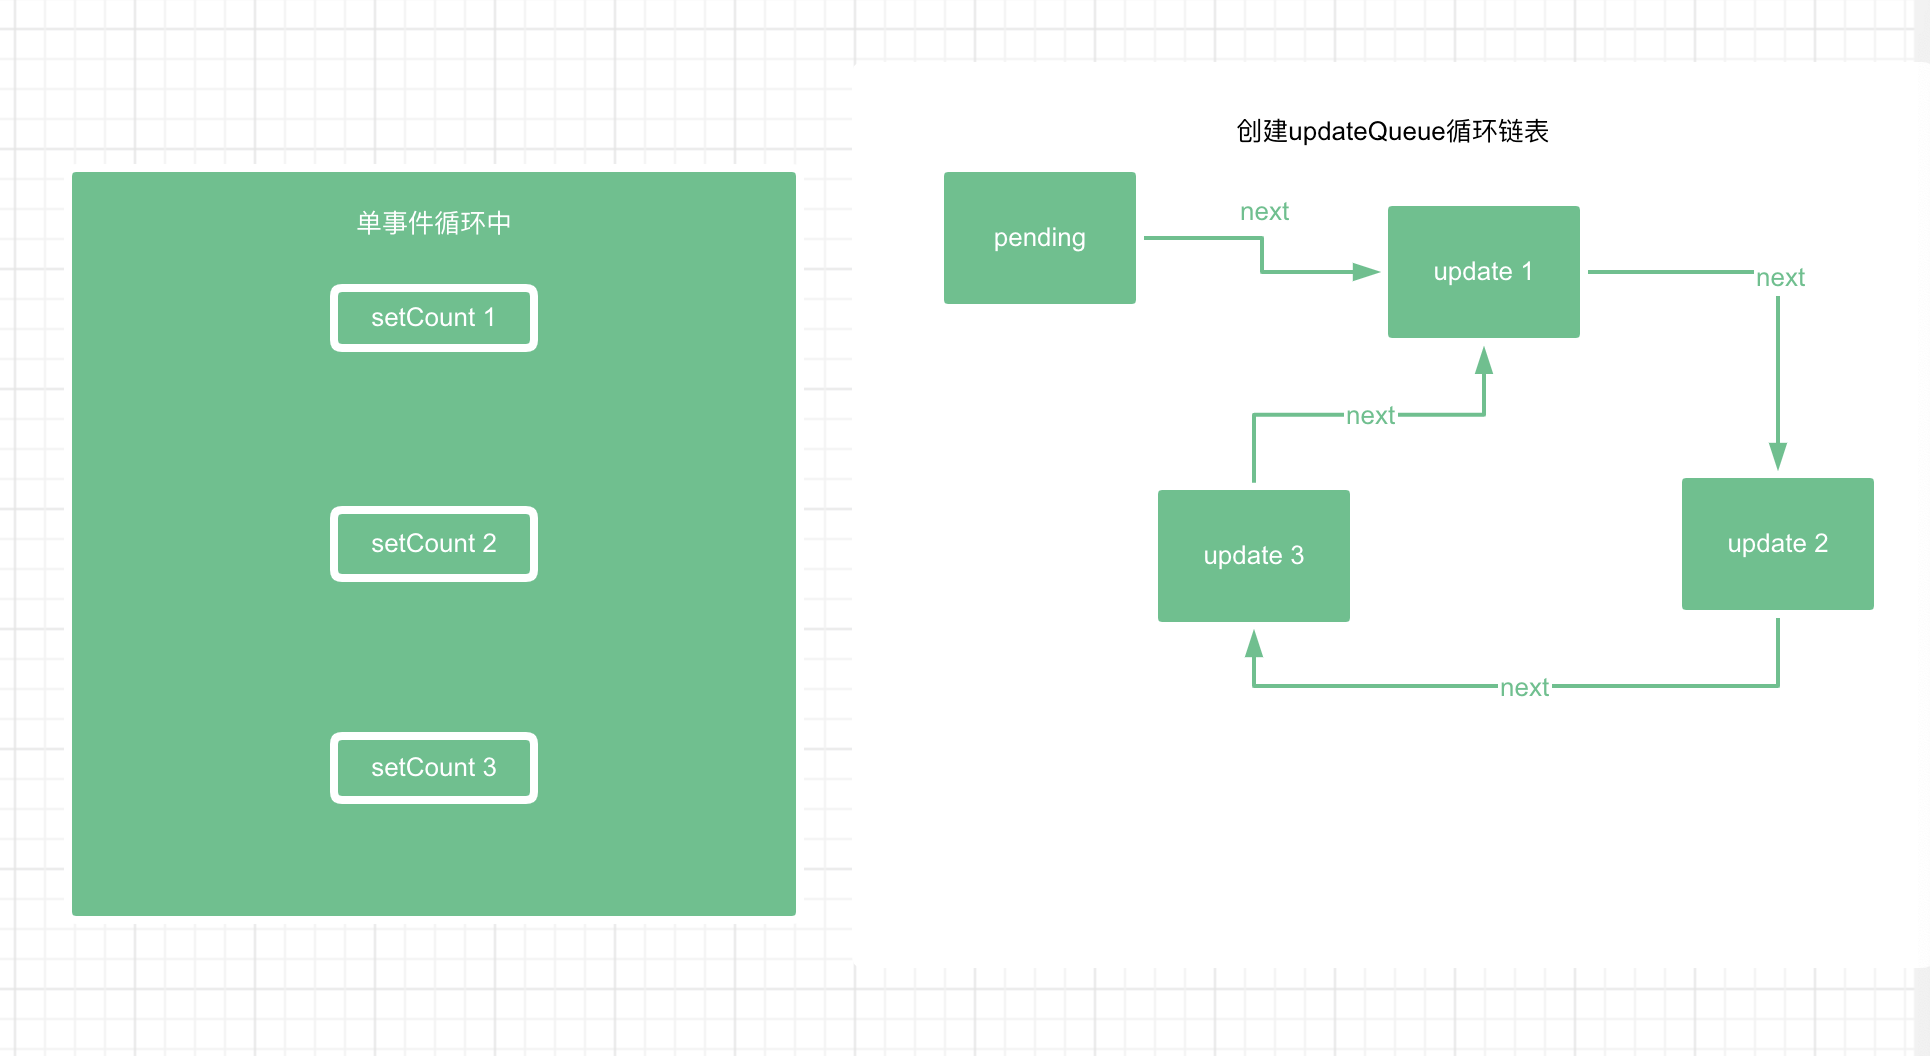 单事件循环中
setCount 1
setCount 2
setCount 3
创建updateQueue循环链表
pending
next
update 1
next
next
update 3
update 2
next